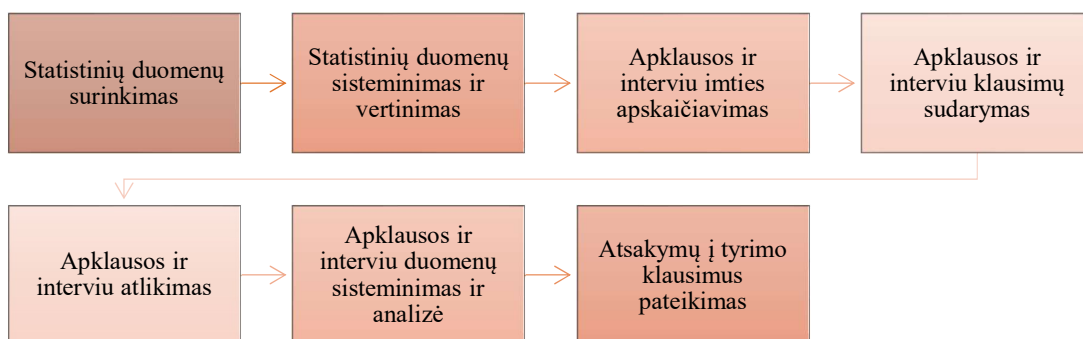 Statistinių duomenų
surinkimas
Statistinių duomenų
sisteminimas ir
vertinimas
Apklausos ir
interviu imties
apskaičiavimas
Apklausos ir
interviu klausimų
sudarymas
Apklausos ir
interviu atlikimas
Apklausos ir
interviu duomenų
sisteminimas ir
analizė
Atsakymų į tyrimo
klausimus
pateikimas